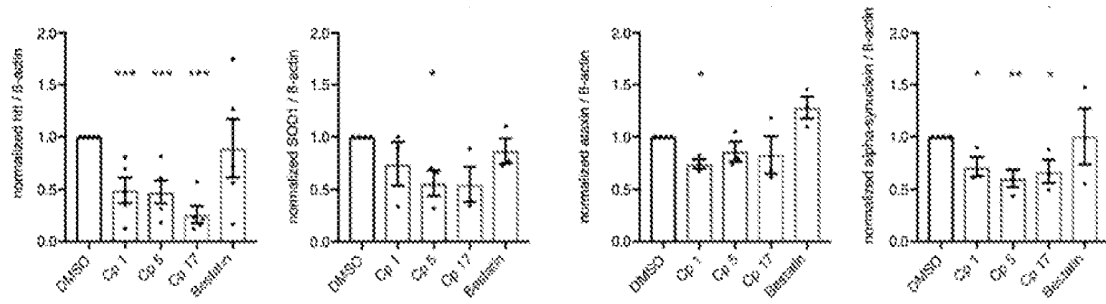 normalized Htt / ß-actin
2.0
1.5
1.0
0.5
0.0
***
***
***
DMSO
Cp 1
Cp 5
Cp 17
Bestatin
normalized SOD1 / ß-actin
2.0
1.5
1.0
0.5
0.0
*
DMSO
Cp 1
Cp 5
Cp 17
Bestatin
normalized ataxin / ß-actin
2.0
1.5
1.0
0.5
0.0
*
DMSO
Cp 1
Cp 5
Cp 17
Bestatin
normalized alpha-synuclein / ß-actin
2.0
1.5
1.0
0.5
0.0
*
**
*
DMSO
Cp 1
Cp 5
Cp 17
Bestatin